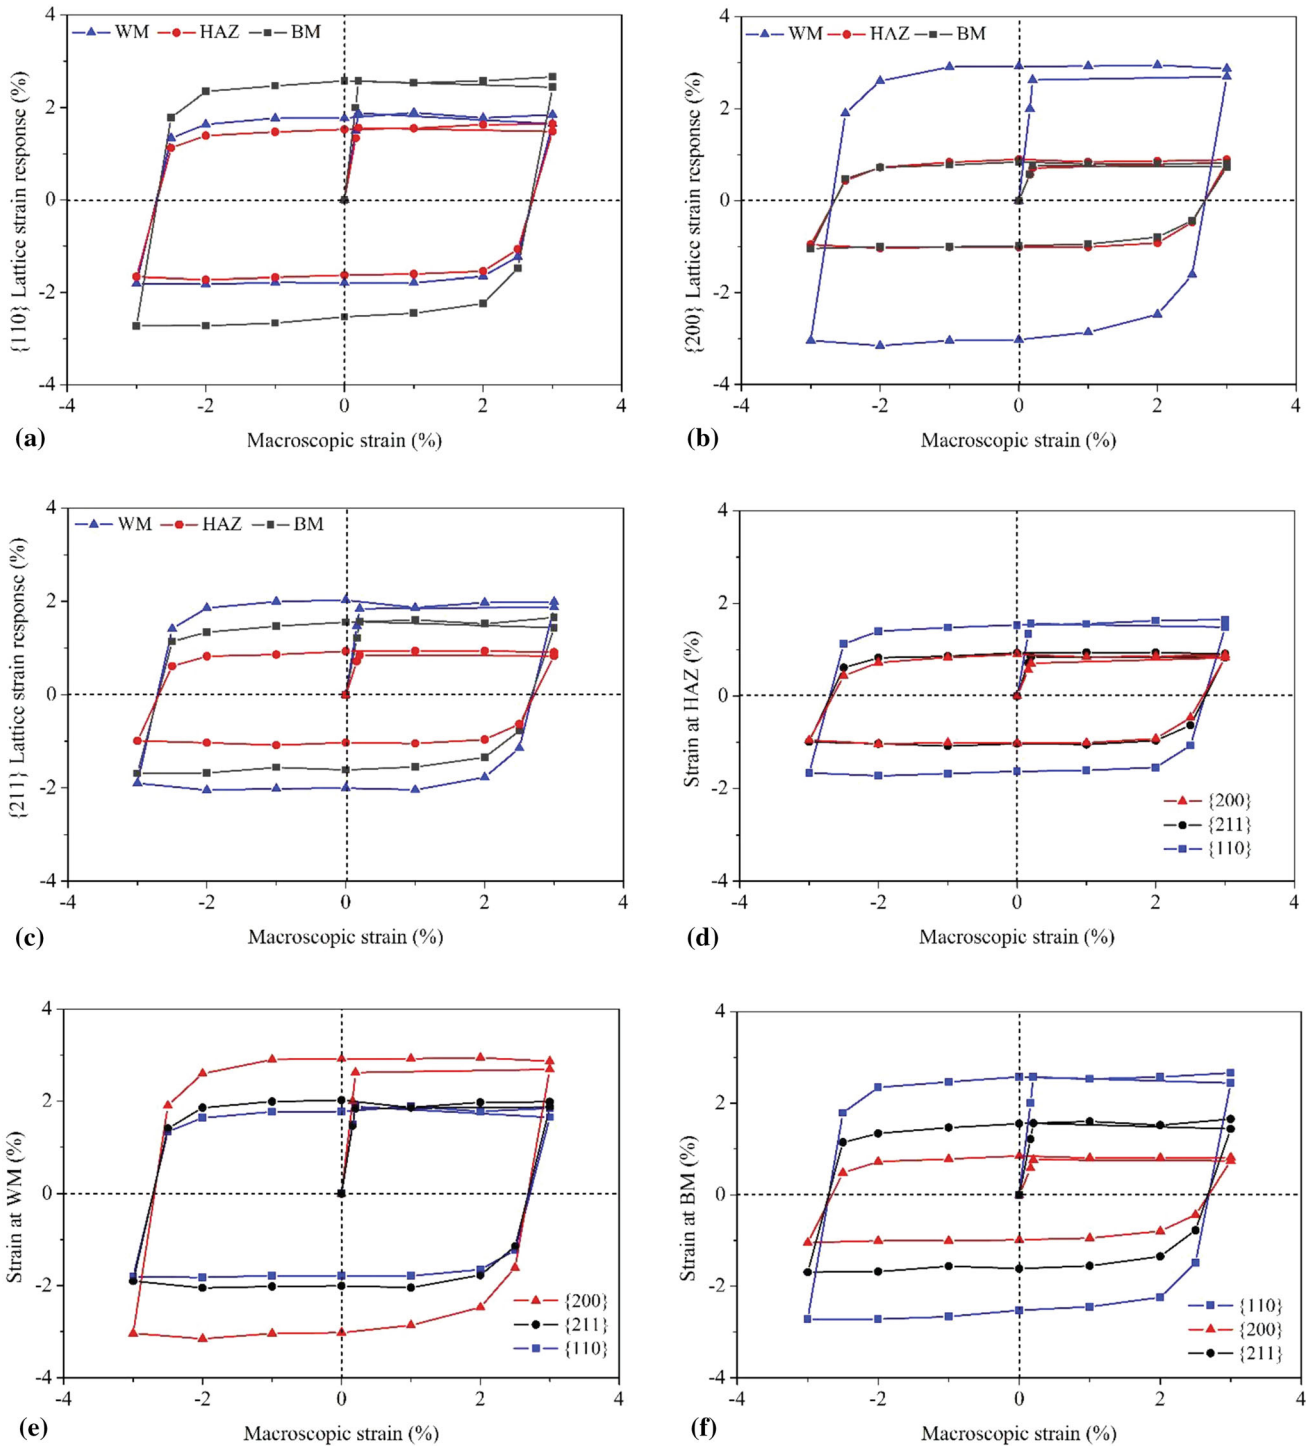 WM HAZ BM
{110} Lattice strain response (%)
4
2
0
-2
-4
-4 -2 0 2 4
(a) Macroscopic strain (%)
WM HAZ BM
{200} Lattice strain response (%)
4
2
0
-2
-4
-4 -2 0 2 4
(b) Macroscopic strain (%)
WM HAZ BM
{211} Lattice strain response (%)
4
2
0
-2
-4
-4 -2 0 2 4
(c) Macroscopic strain (%)
Strain at HAZ (%)
4
2
0
-2
-4
{200}
{211}
{110}
-4 -2 0 2 4
(d) Macroscopic strain (%)
Strain at WM (%)
4
2
0
-2
-4
{200}
{211}
{110}
-4 -2 0 2 4
(e) Macroscopic strain (%)
Strain at BM (%)
4
2
0
-2
-4
{110}
{200}
{211}
-4 -2 0 2 4
(f) Macroscopic strain (%)